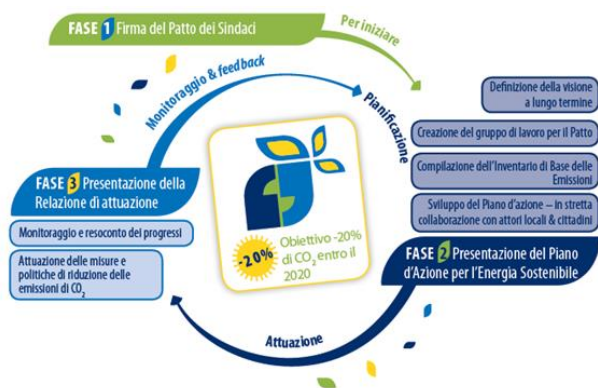 FASE 1 Firma del Patto dei Sindaci
Per iniziare
Monitoraggio & feedback
Pianificazione
Definizione della visione
a lungo termine
Creazione del gruppo di lavoro per il Patto
Compilazione dell'Inventario di Base delle
Emissioni
Sviluppo del Piano d'azione – in stretta
collaborazione con attori locali & cittadini
FASE 2 Presentazione del Piano
d'Azione per l'Energia Sostenibile
FASE 3 Presentazione della
Relazione di attuazione
Monitoraggio e resoconto dei progressi
Attuazione delle misure e
politiche di riduzione delle
emissioni di CO₂
-20%
Obiettivo -20%
di CO₂ entro il
2020
Attuazione